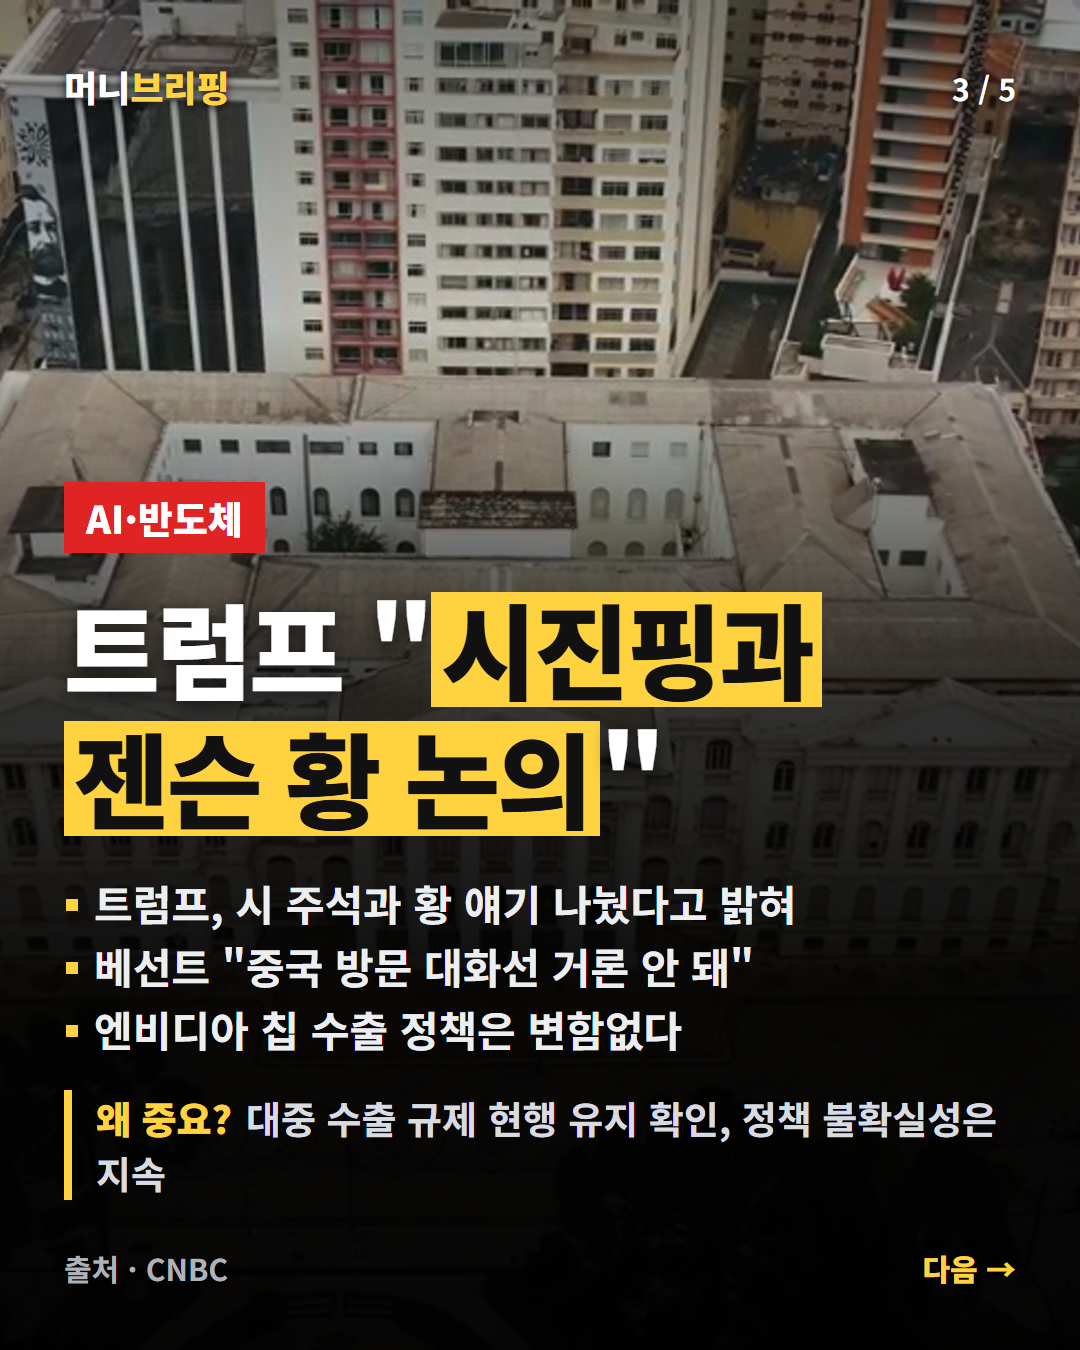 머니브리핑
3 / 5
AI·반도체
트럼프 "시진핑과
젠슨 황 논의"
트럼프, 시 주석과 황 얘기 나눴다고 밝혀
베선트 "중국 방문 대화선 거론 안 돼"
엔비디아 칩 수출 정책은 변함없다
왜 중요? 대중 수출 규제 현행 유지 확인, 정책 불확실성은
지속
출처 · CNBC
다음 →